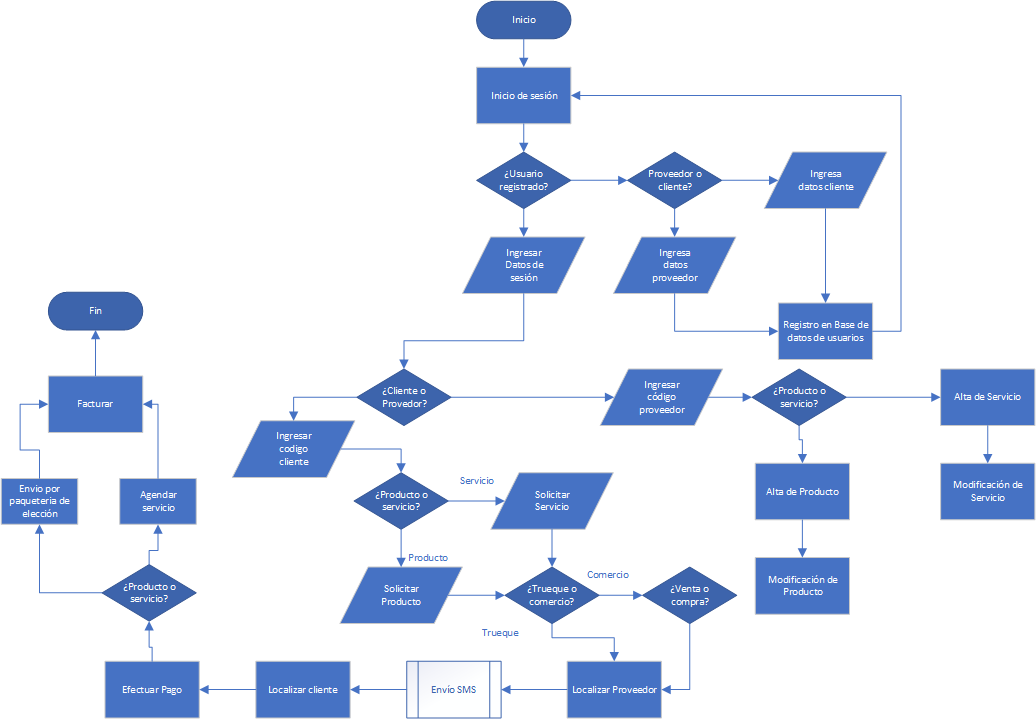 Inicio
Inicio de sesión
¿Usuario
registrado?
Proveedor o
cliente?
Ingresa
datos cliente
Ingresar
Datos de
sesión
Ingresa
datos
proveedor
Registro en Base de
datos de usuarios
Fin
Facturar
¿Cliente o
Provedor?
Ingresar
código
proveedor
¿Producto o
servicio?
Alta de Servicio
Ingresar
codigo
cliente
Envio por
paqueteria de
elección
Agendar
servicio
¿Producto o
servicio?
Servicio
Solicitar
Servicio
Alta de Producto
Modificación de
Servicio
Producto
¿Producto o
servicio?
Solicitar
Producto
¿Trueque o
comercio?
Comercio
¿Venta o
compra?
Modificación de
Producto
Trueque
Efectuar Pago
Localizar cliente
Envío SMS
Localizar Proveedor